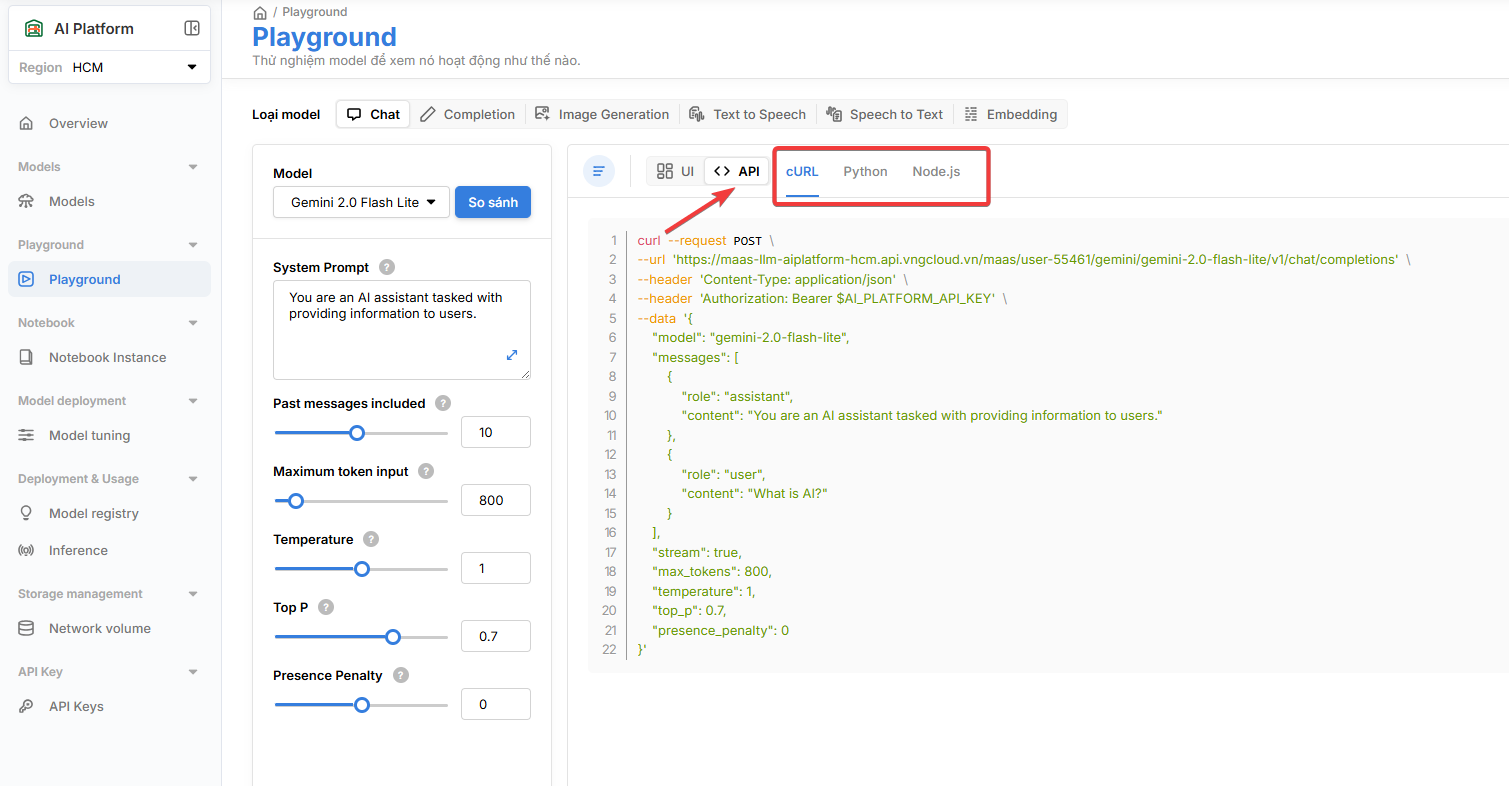 AI Platform
Region HCM
Overview
Models
Models
Playground
Playground
Notebook
Notebook Instance
Model deployment
Model tuning
Deployment & Usage
Model registry
Inference
Storage management
Network volume
API Key
API Keys
/ Playground
Playground
Thử nghiệm model để xem nó hoạt động như thế nào.
Loại model Chat Completion Image Generation Text to Speech Speech to Text Embedding
Model
Gemini 2.0 Flash Lite So sánh
System Prompt ?
You are an AI assistant tasked with
providing information to users.
Past messages included ?
10
Maximum token input ?
800
Temperature ?
1
Top P ?
0.7
Presence Penalty ?
0
UI <> API cURL Python Node.js
1 curl --request POST \
2 --url 'https://maas-llm-aiplatform-hcm.api.vngcloud.vn/maas/user-55461/gemini/gemini-2.0-flash-lite/v1/chat/completions' \
3 --header 'Content-Type: application/json' \
4 --header 'Authorization: Bearer $AI_PLATFORM_API_KEY' \
5 --data '{
6 "model": "gemini-2.0-flash-lite",
7 "messages": [
8 {
9 "role": "assistant",
10 "content": "You are an AI assistant tasked with providing information to users."
11 },
12 {
13 "role": "user",
14 "content": "What is AI?"
15 }
16 ],
17 "stream": true,
18 "max_tokens": 800,
19 "temperature": 1,
20 "top_p": 0.7,
21 "presence_penalty": 0
22 }'